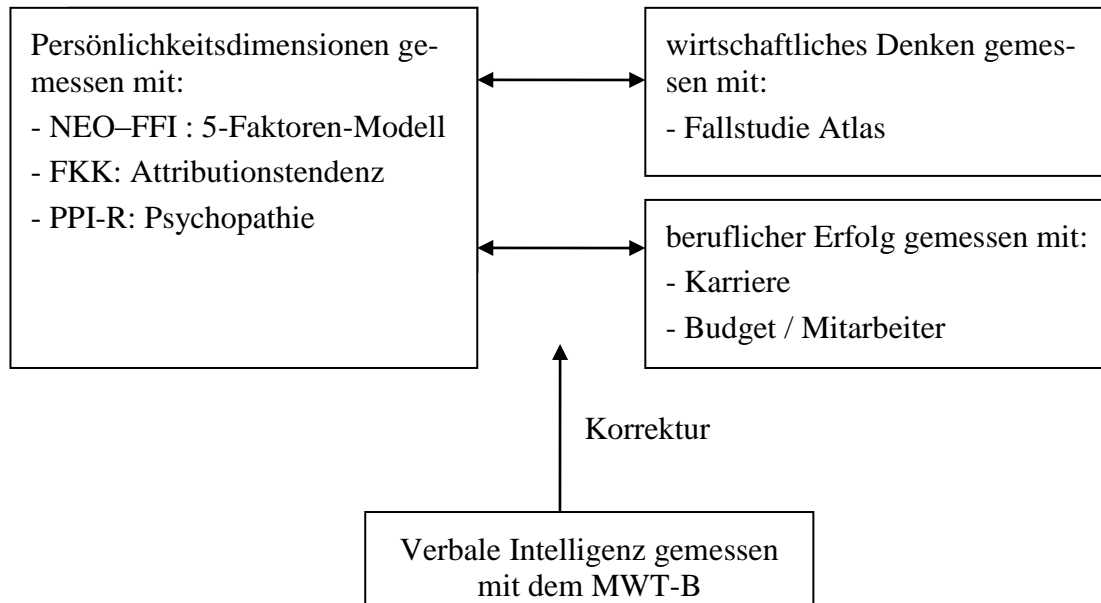 Persönlichkeitsdimensionen ge-
messen mit:
- NEO–FFI : 5-Faktoren-Modell
- FKK: Attributionstendenz
- PPI-R: Psychopathie
wirtschaftliches Denken gemes-
sen mit:
- Fallstudie Atlas
beruflicher Erfolg gemessen mit:
- Karriere
- Budget / Mitarbeiter
Korrektur
Verbale Intelligenz gemessen
mit dem MWT-B